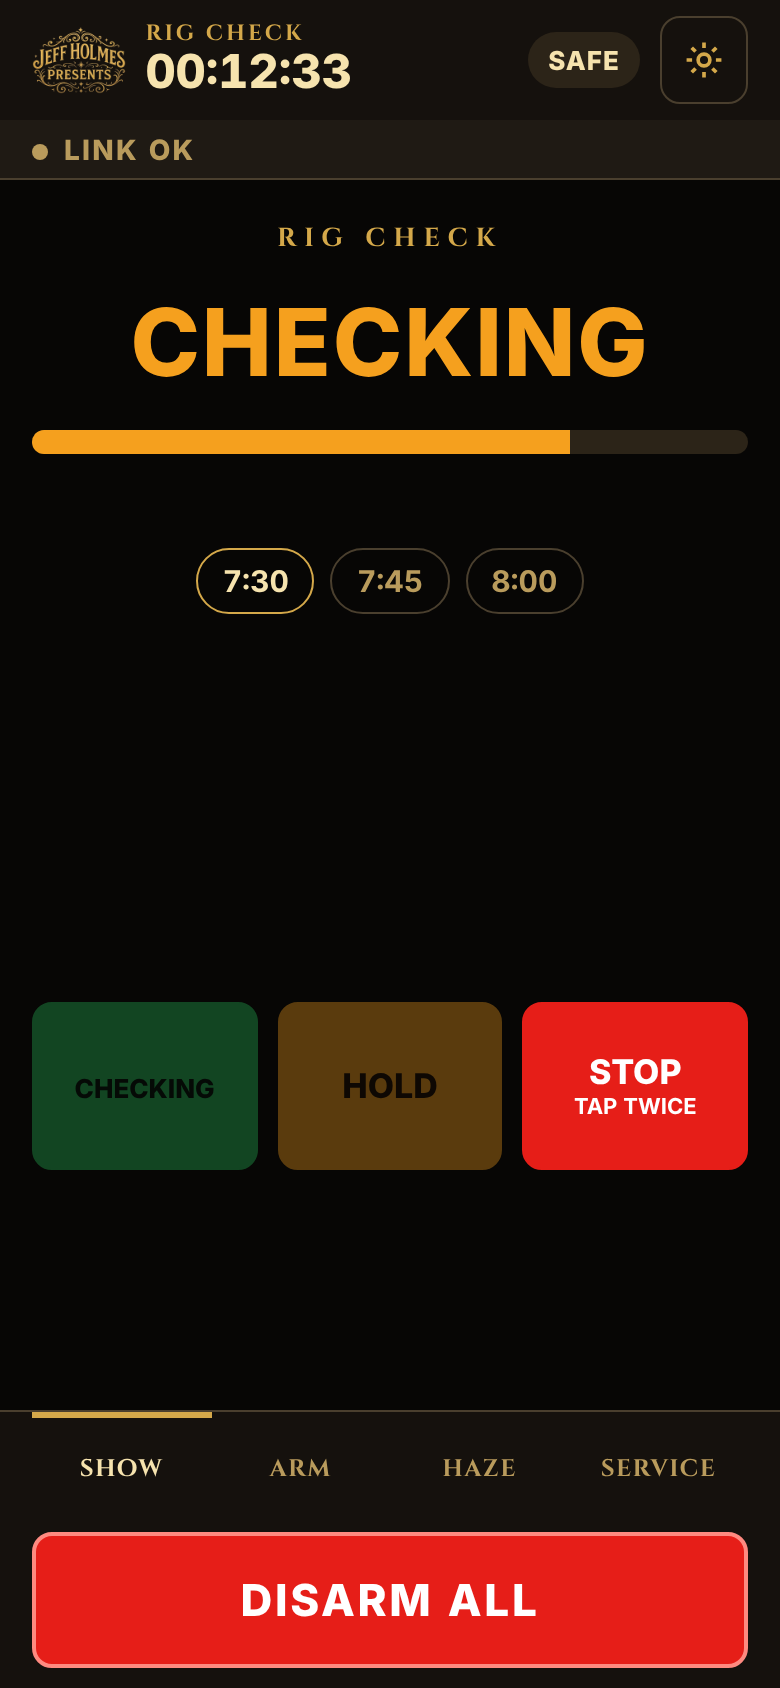 JEFF HOLMES
PRESENTS
RIG CHECK
00:12:33
SAFE
LINK OK
RIG CHECK
CHECKING
7:30
7:45
8:00
CHECKING
HOLD
STOP
TAP TWICE
SHOW
ARM
HAZE
SERVICE
DISARM ALL